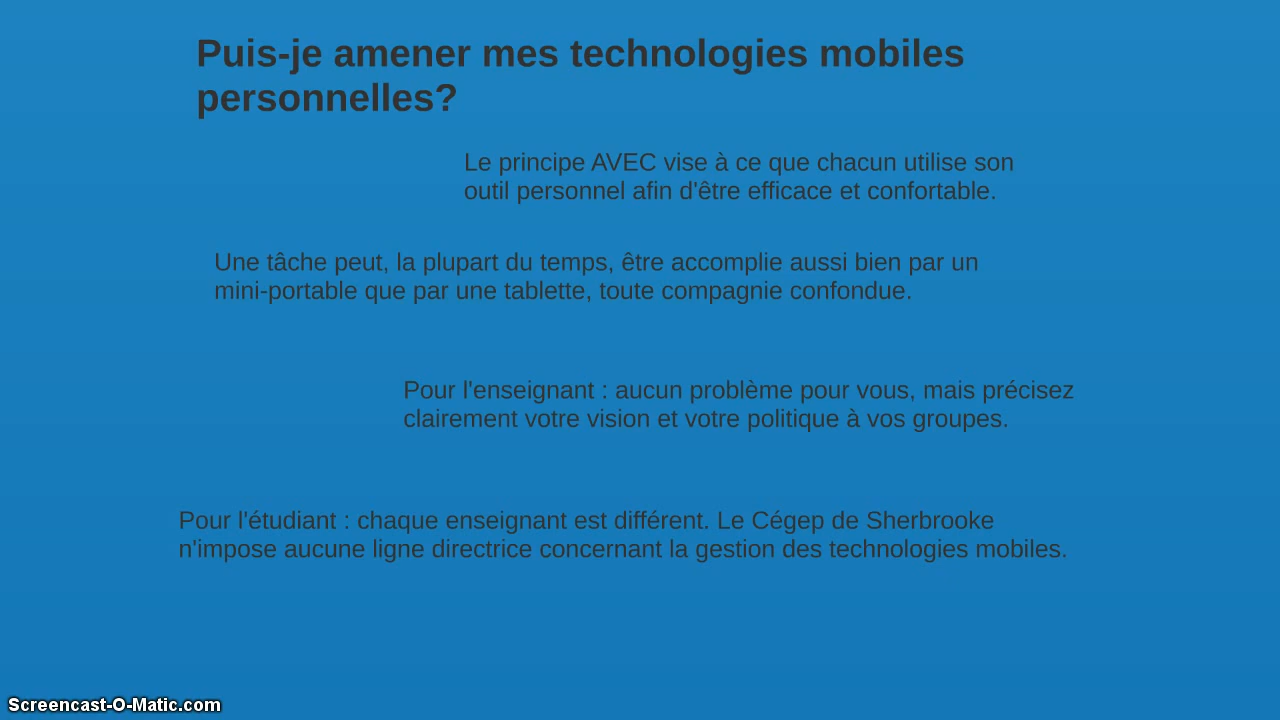 Puis-je amener mes technologies mobiles
personnelles?
Le principe AVEC vise à ce que chacun utilise son
outil personnel afin d'être efficace et confortable.
Une tâche peut, la plupart du temps, être accomplie aussi bien par un
mini-portable que par une tablette, toute compagnie confondue.
Pour l'enseignant : aucun problème pour vous, mais précisez
clairement votre vision et votre politique à vos groupes.
Pour l'étudiant : chaque enseignant est différent. Le Cégep de Sherbrooke
n'impose aucune ligne directrice concernant la gestion des technologies mobiles.
Screencast-O-Matic.com